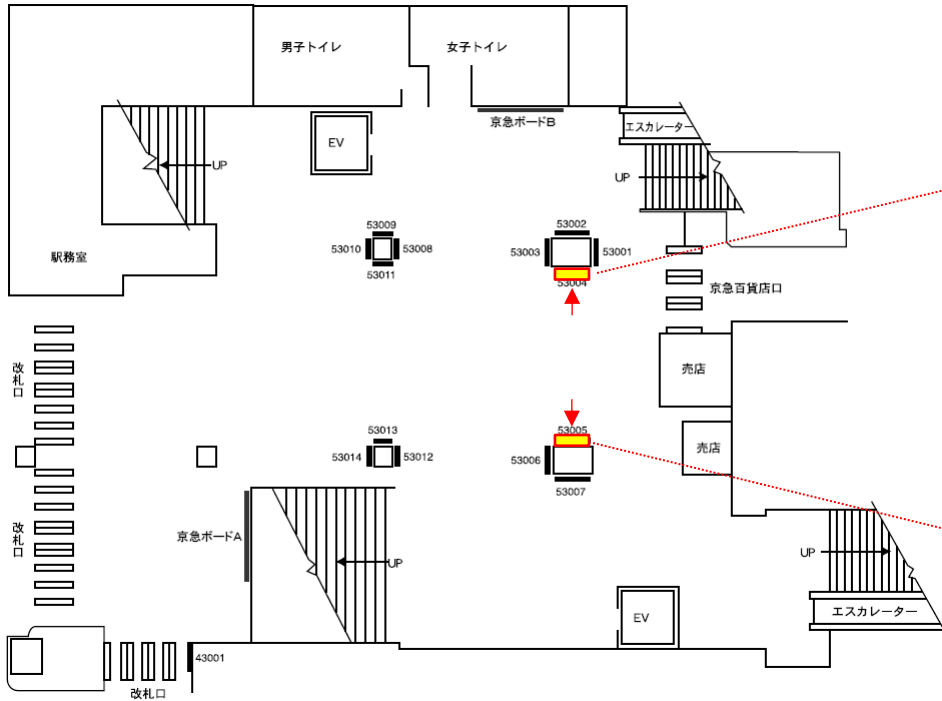 男子トイレ
女子トイレ
京急ボードB
エスカレーター
EV
UP
UP
53009
53010
53008
53011
53002
53003
53001
53004
駅務室
京急百貨店口
改札口
売店
53013
53014
53012
53005
53006
53007
売店
改札口
京急ボードA
UP
UP
エスカレーター
EV
43001
改札口